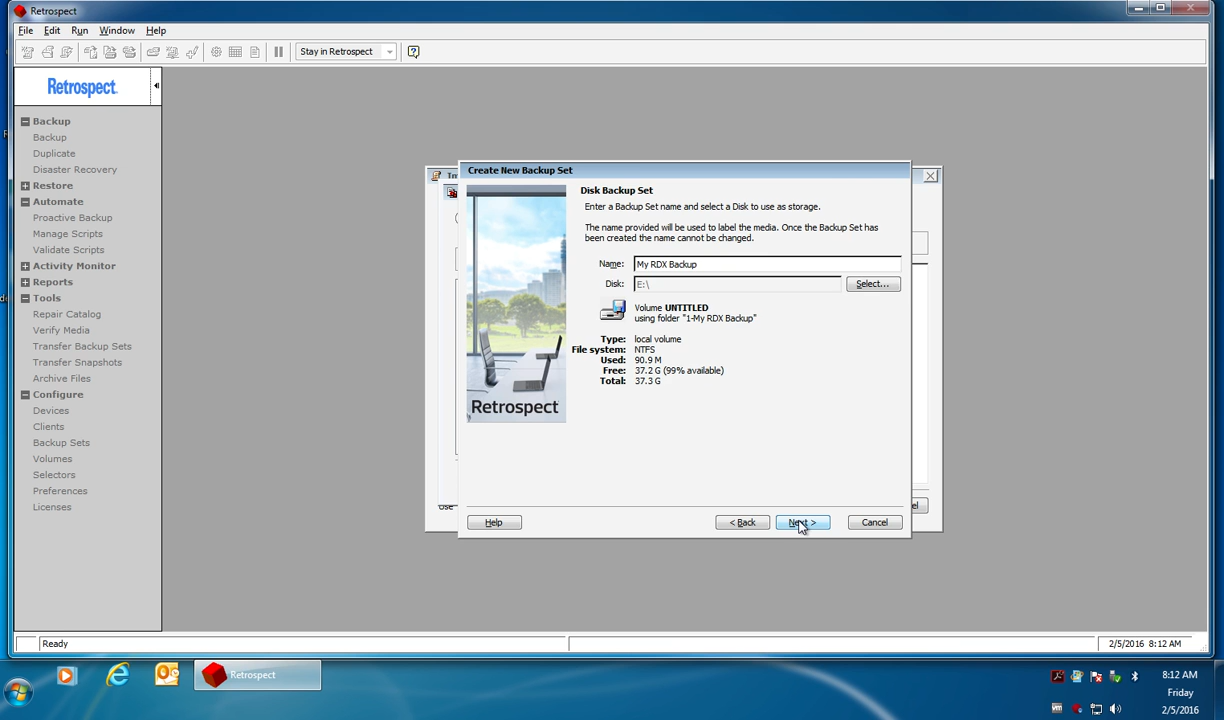 Retrospect
File Edit Run Window Help
Stay in Retrospect
Retrospect
Backup
Backup
Duplicate
Disaster Recovery
Restore
Automate
Proactive Backup
Manage Scripts
Validate Scripts
Activity Monitor
Reports
Tools
Repair Catalog
Verify Media
Transfer Backup Sets
Transfer Snapshots
Archive Files
Configure
Devices
Clients
Backup Sets
Volumes
Selectors
Preferences
Licenses
Create New Backup Set
Disk Backup Set
Enter a Backup Set name and select a Disk to use as storage.
The name provided will be used to label the media. Once the Backup Set has
been created the name cannot be changed.
Name: My RDX Backup
Disk: E:\ Select...
Volume UNTITLED
using folder "1-My RDX Backup"
Type: local volume
File system: NTFS
Used: 90.9 M
Free: 37.2 G (99% available)
Total: 37.3 G
Retrospect
Use
Help < Back Next > Cancel
Ready 2/5/2016 8:12 AM
Retrospect
8:12 AM
Friday
2/5/2016